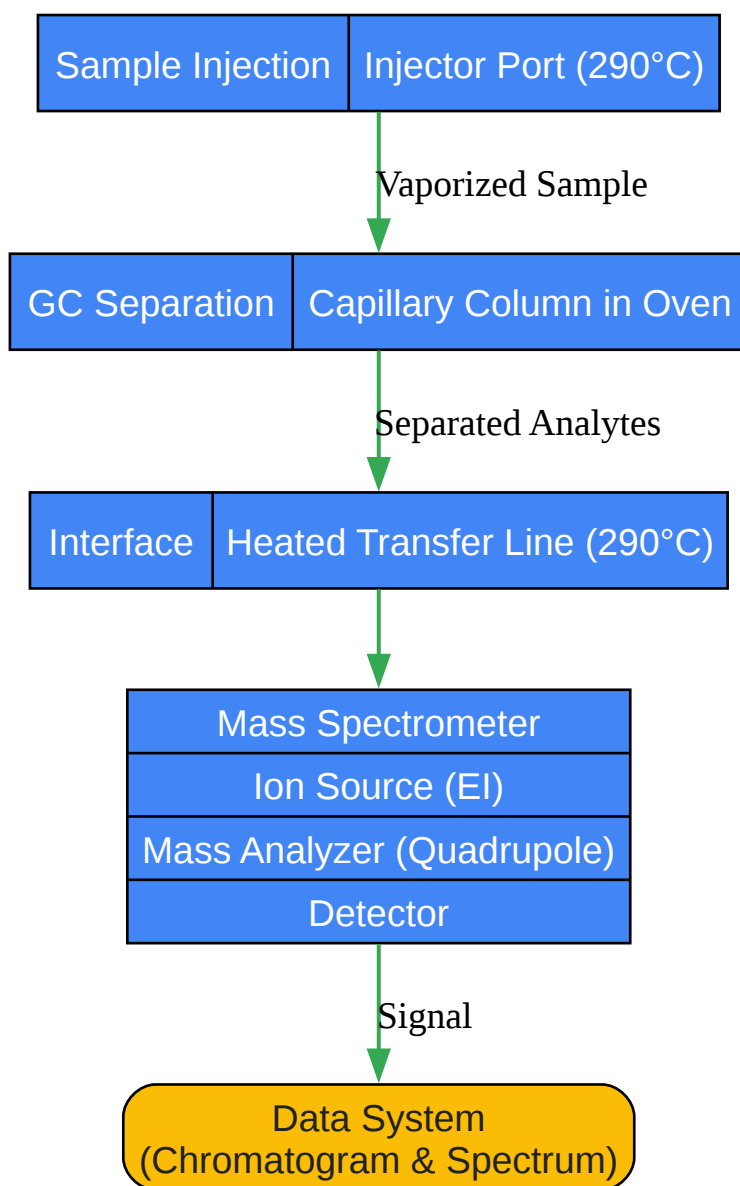 Sample Injection
Injector Port (290°C)
Vaporized Sample
GC Separation
Capillary Column in Oven
Separated Analytes
Interface
Heated Transfer Line (290°C)
Mass Spectrometer
Ion Source (EI)
Mass Analyzer (Quadrupole)
Detector
Signal
Data System
(Chromatogram & Spectrum)